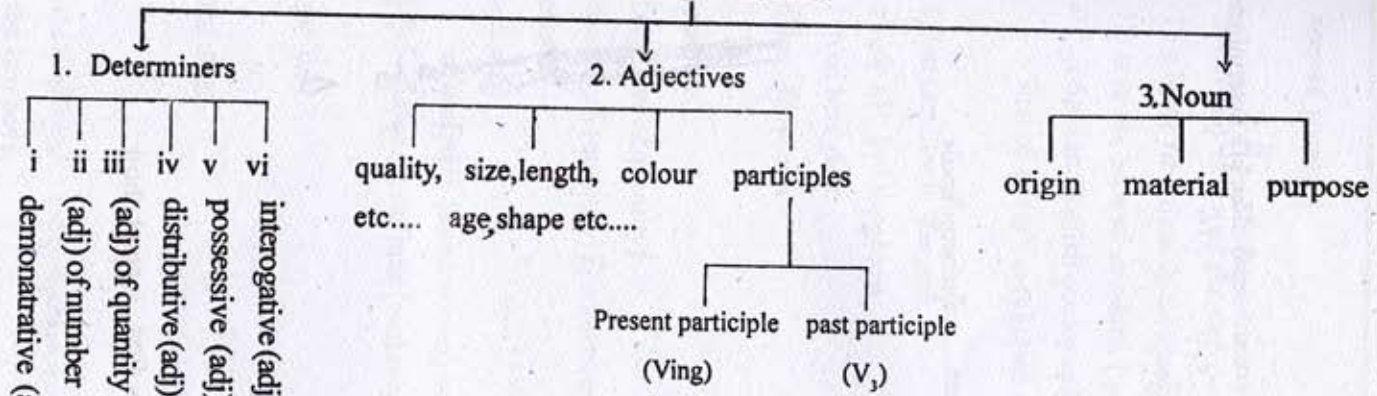 1. Determiners
i
ii
iii
iv
v
vi
demonatrative
(adj) of number
(adj) of quantity
distributive (adj)
possessive (adj)
interogative (adj
2. Adjectives
quality, size,length, colour participles
etc.... age,shape etc....
Present participle past participle
(Ving) (V₃)
3.Noun
origin material purpose